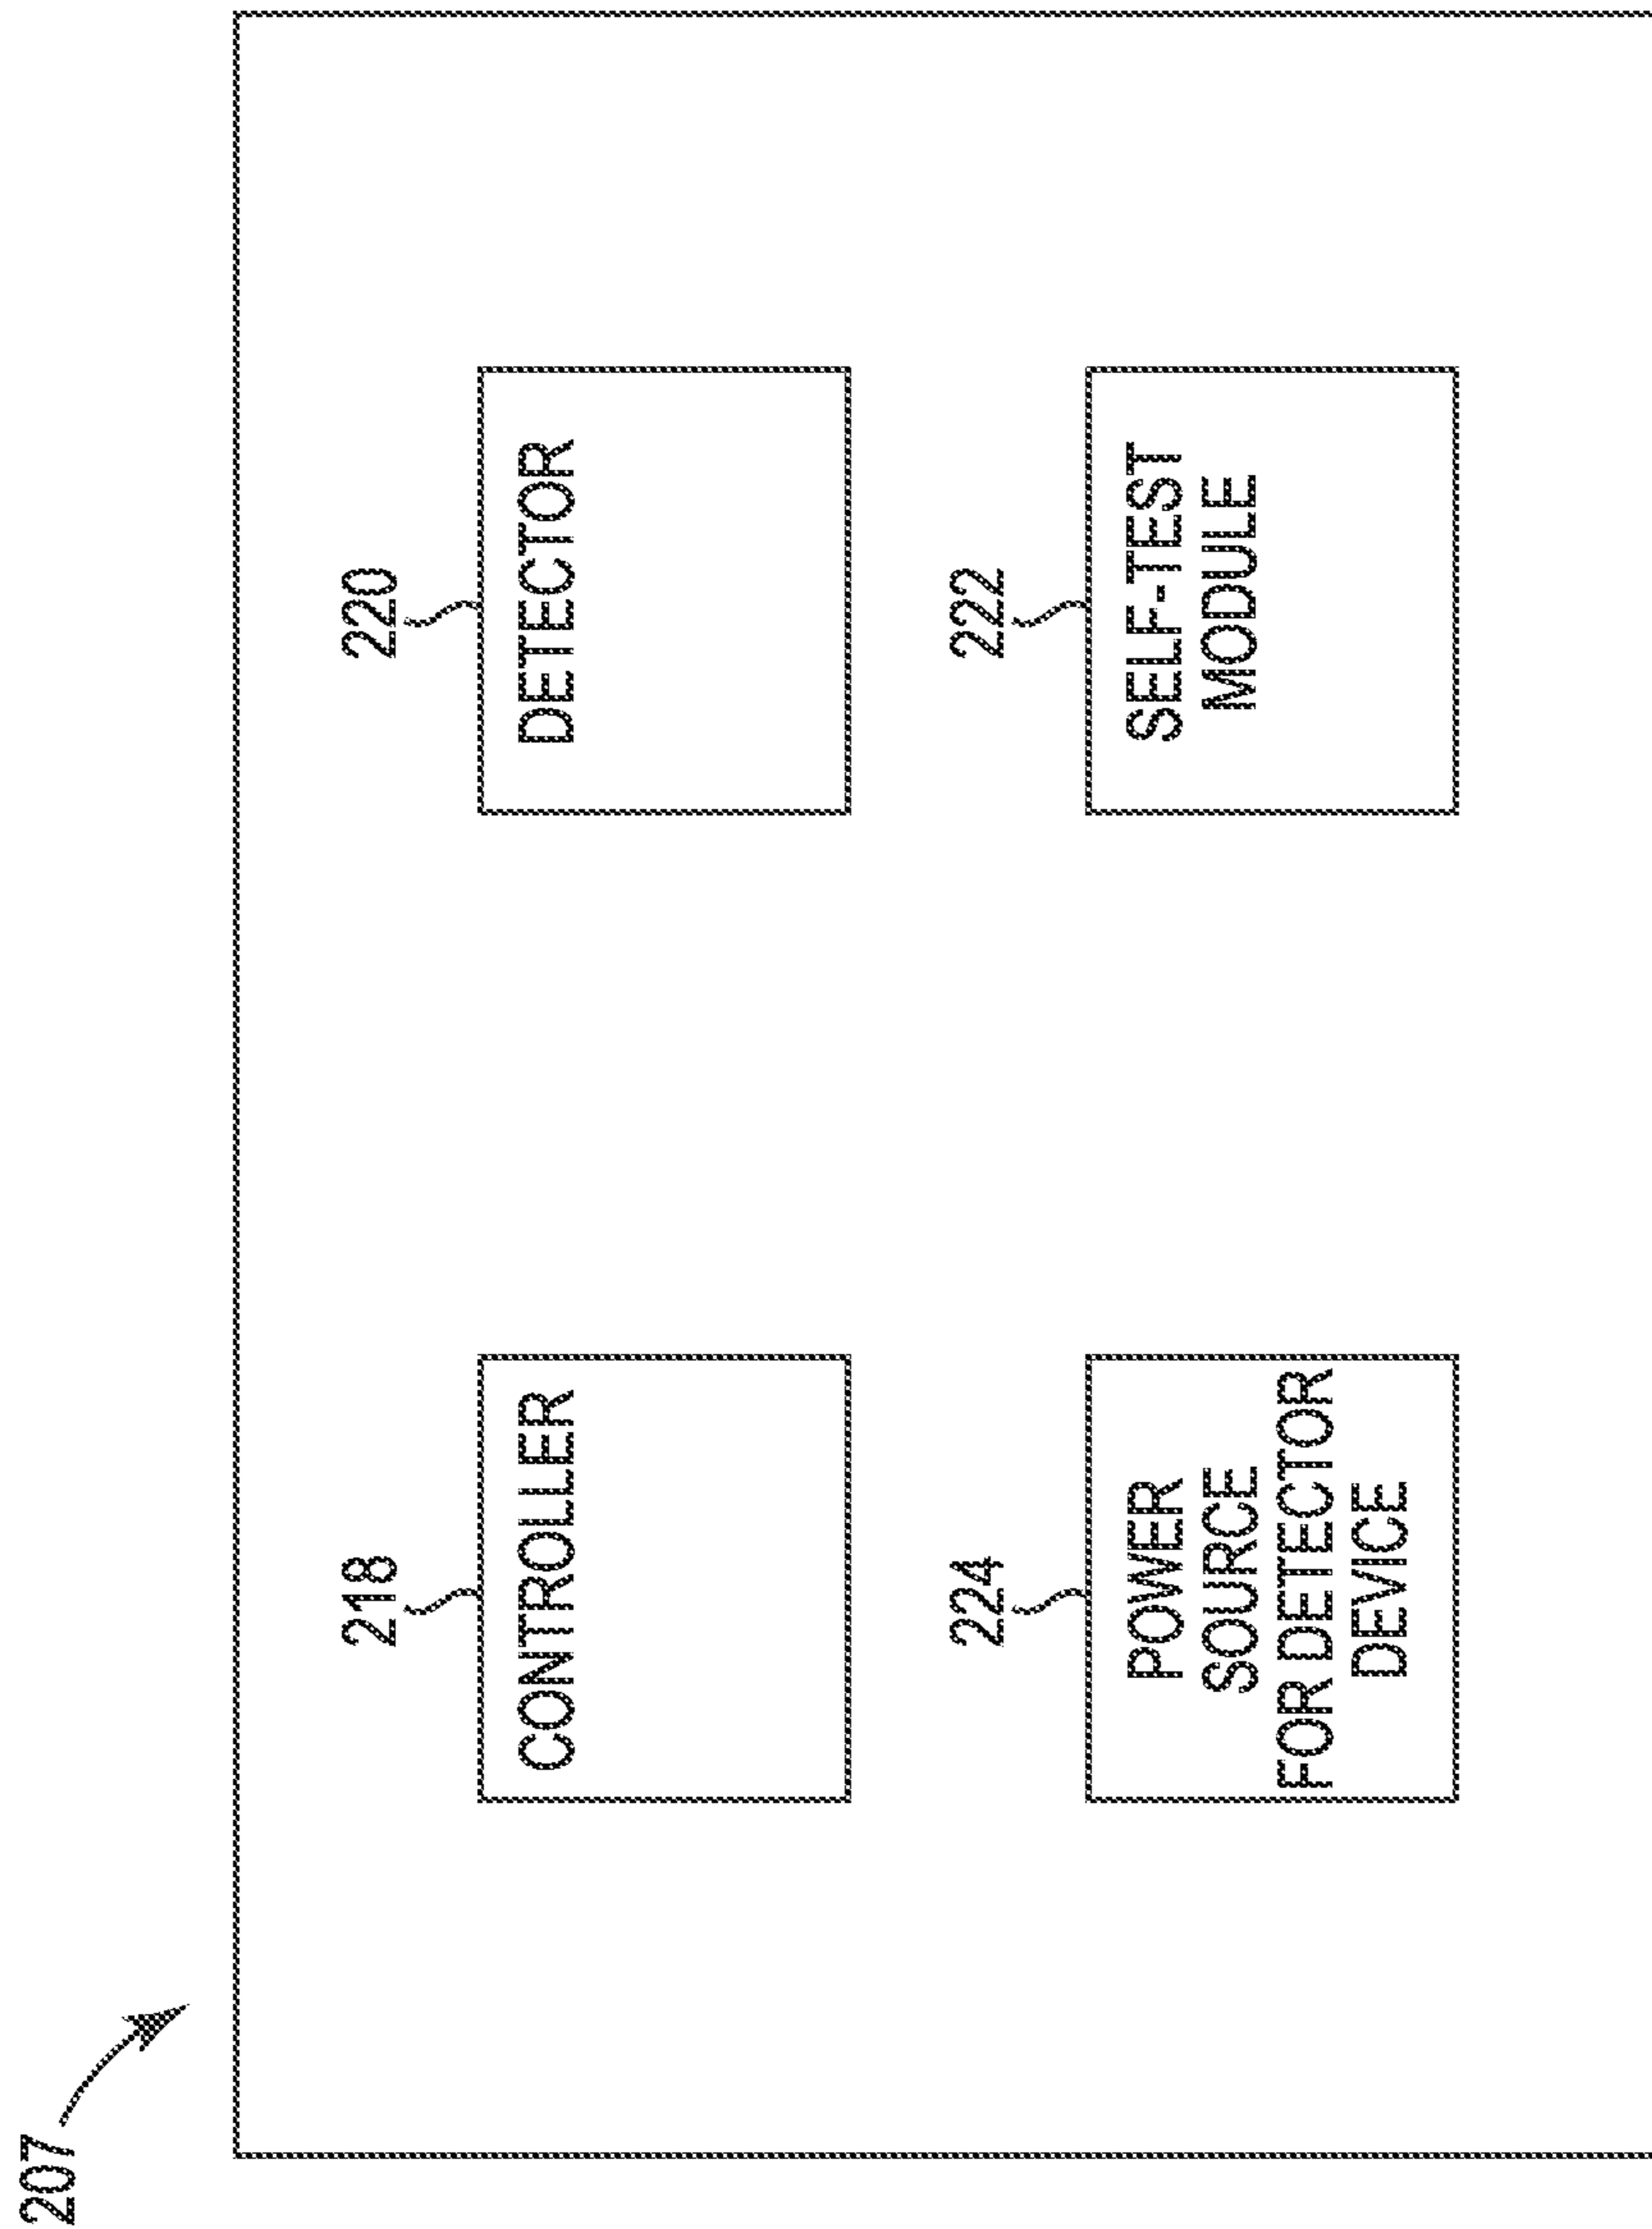 207
218
CONTROLLER
220
DETECTOR
224
POWER
SOURCE
FOR DETECTOR
DEVICE
222
SELF-TEST
MODULE